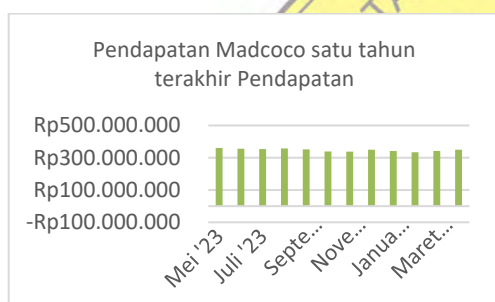 Pendapatan Madcoco satu tahun
terakhir Pendapatan
Rp500.000.000
Rp300.000.000
Rp100.000.000
-Rp100.000.000
Mei '23
Juli '23
Septe...
Nove...
Janua...
Maret...